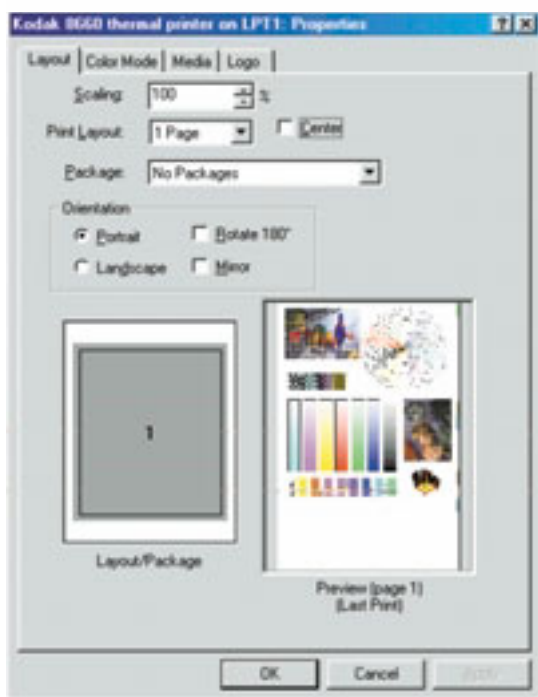 Kodak 8660 thermal printer on LPT1: Properties
Layout Color Mode Media Logo
Scaling: 100 %
Print Layout: 1 Page Center
Package: No Packages
Orientation
Portrait Rotate 180°
Landscape Mirror
1
Layout/Package
Preview (page 1)
(Last Print)
OK Cancel Apply